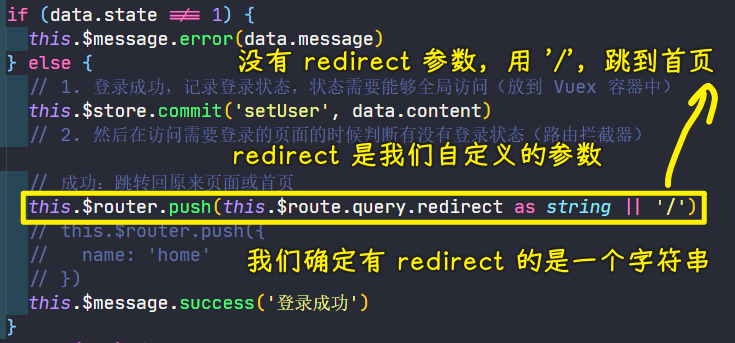 if (data.state !== 1) {
this.$message.error(data.message)
} else {
没有 redirect 参数，用 '/'，跳到首页
// 1. 登录成功，记录登录状态，状态需要能够全局访问（放到 Vuex 容器中）
this.$store.commit('setUser', data.content)
// 2. 然后在访问需要登录的页面的时候判断有没有登录状态（路由拦截器）
redirect 是我们自定义的参数
// 成功：跳转回原来页面或首页
this.$router.push(this.$route.query.redirect as string || '/')
// this.$router.push({
//   name: 'home'
我们确定有 redirect 的是一个字符串
// })
this.$message.success('登录成功')
}